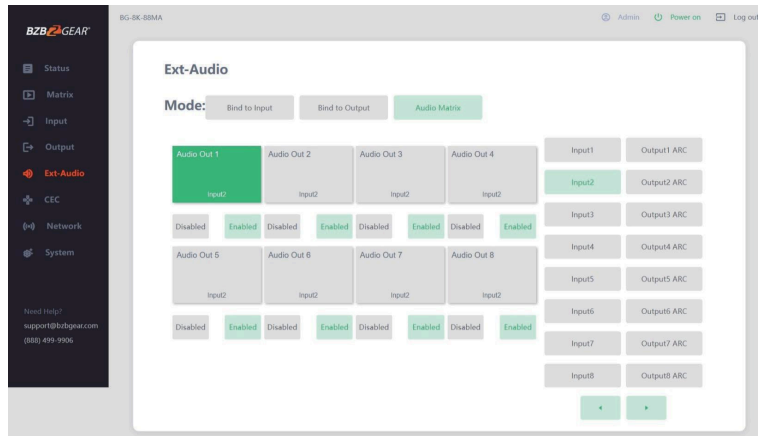 BG-8K-88MA
Admin
Power on
Log out
BZBGEAR
Status
Matrix
Input
Output
Ext-Audio
CEC
Network
System
Need Help?
support@bzbgear.com
(888) 499-9906
Ext-Audio
Mode: Bind to Input Bind to Output Audio Matrix
Audio Out 1 Audio Out 2 Audio Out 3 Audio Out 4
Input2 Input2 Input2 Input2
Disabled Enabled Disabled Enabled Disabled Enabled Disabled Enabled
Audio Out 5 Audio Out 6 Audio Out 7 Audio Out 8
Input2 Input2 Input2 Input2
Disabled Enabled Disabled Enabled Disabled Enabled Disabled Enabled
Input1 Output1 ARC
Input2 Output2 ARC
Input3 Output3 ARC
Input4 Output4 ARC
Input5 Output5 ARC
Input6 Output6 ARC
Input7 Output7 ARC
Input8 Output8 ARC